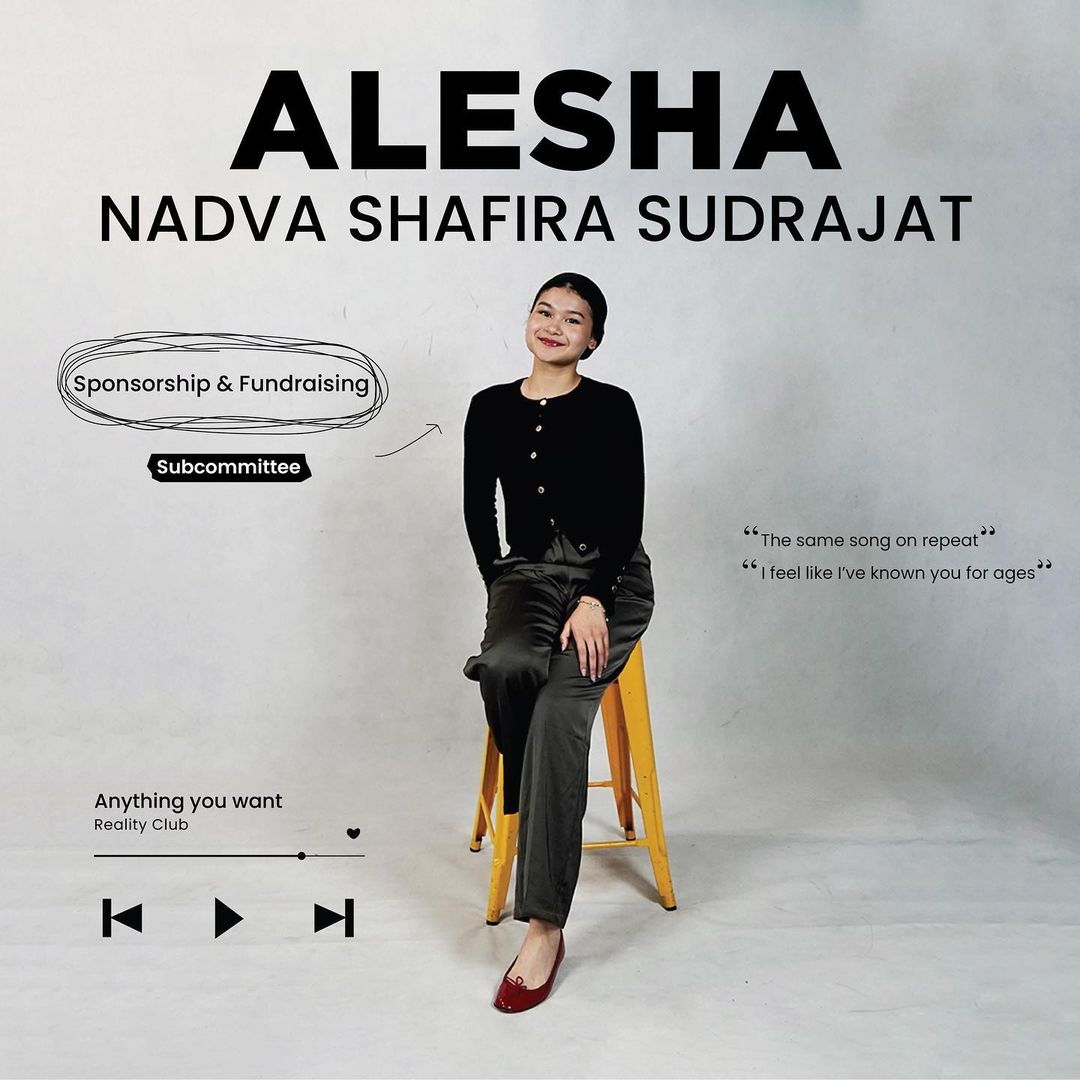 ALESHA
NADVA SHAFIRA SUDRAJAT
Sponsorship & Fundraising
Subcommittee
“The same song on repeat”
“I feel like I’ve known you for ages”
Anything you want
Reality Club